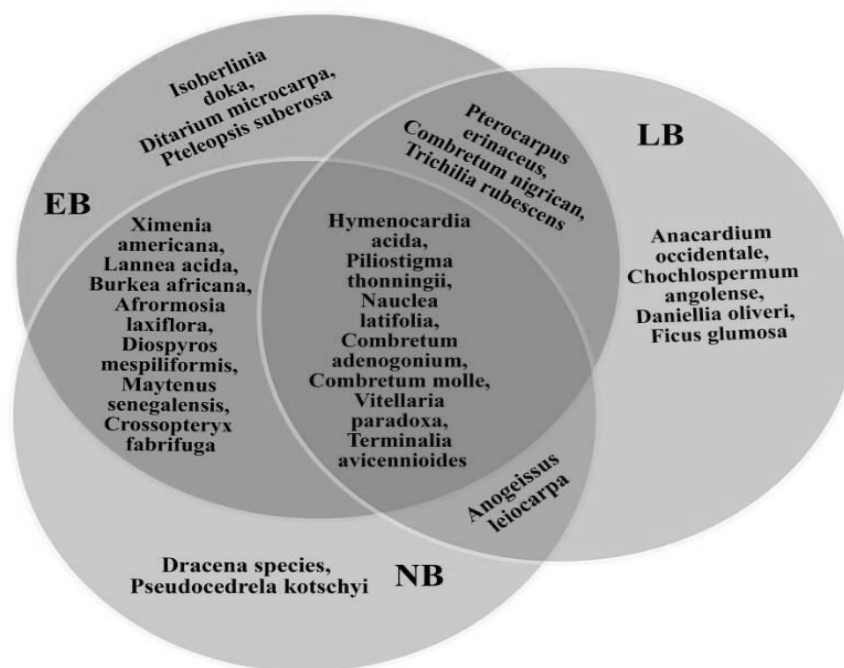 Isoberlinia
doka,
Ditarium microcarpa,
Pteleopsis suberosa
Pterocarpus
erinaceus,
Combretum nigrican,
Trichilia rubescens
LB
EB
Ximenia
americana,
Lannea acida,
Burkea africana,
Afrormosia
laxiflora,
Diospyros
mespiliformis,
Maytenus
senegalensis,
Crossopteryx
fabrifuga
Hymenocardia
acida,
Piliostigma
thonningii,
Nauclea
latifolia,
Combretum
adenogonium,
Combretum molle,
Vitellaria
paradoxa,
Terminalia
avicennioides
Anacardium
occidentale,
Chochlospermum
angolense,
Daniellia oliveri,
Ficus glumosa
Anogeissus
leiocarpa
Dracena species,
Pseudocedrela kotschyi
NB